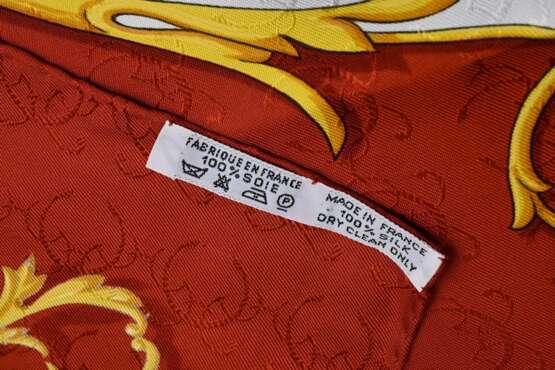 FABRIQUE EN FRANCE
100% SOIE
P
MADE IN FRANCE
100% SILK
DRY CLEAN ONLY